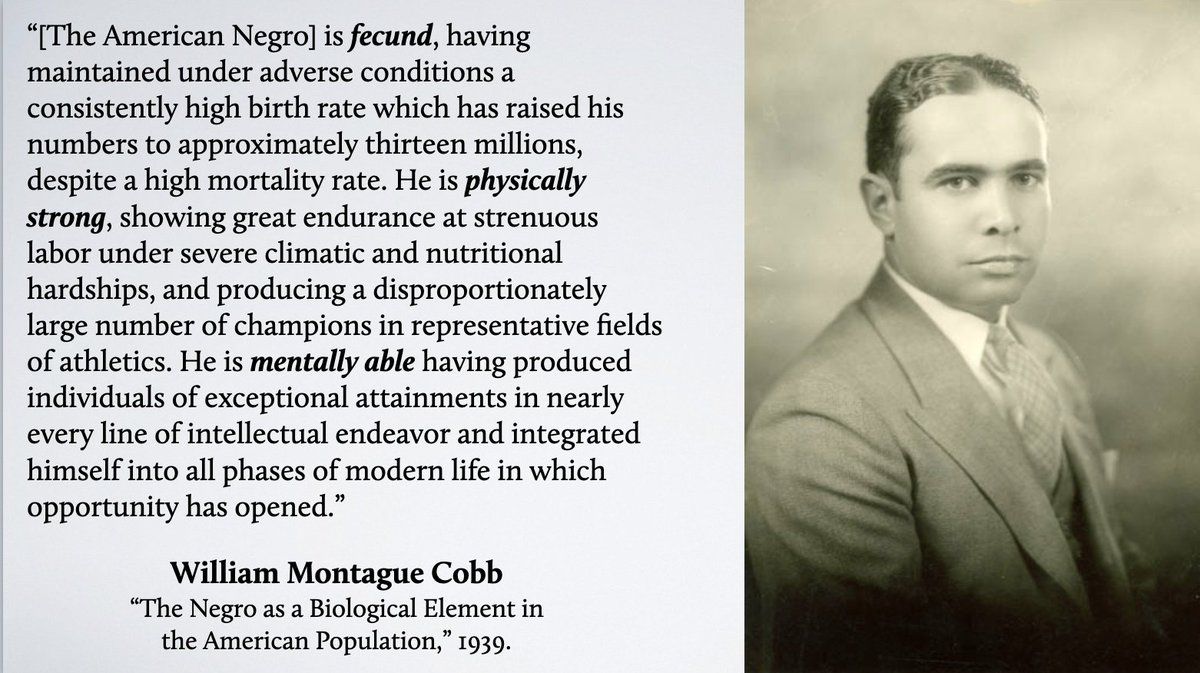 “[The American Negro] is fecund, having
maintained under adverse conditions a
consistently high birth rate which has raised his
numbers to approximately thirteen millions,
despite a high mortality rate. He is physically
strong, showing great endurance at strenuous
labor under severe climatic and nutritional
hardships, and producing a disproportionately
large number of champions in representative fields
of athletics. He is mentally able having produced
individuals of exceptional attainments in nearly
every line of intellectual endeavor and integrated
himself into all phases of modern life in which
opportunity has opened.”
William Montague Cobb
“The Negro as a Biological Element in
the American Population,” 1939.